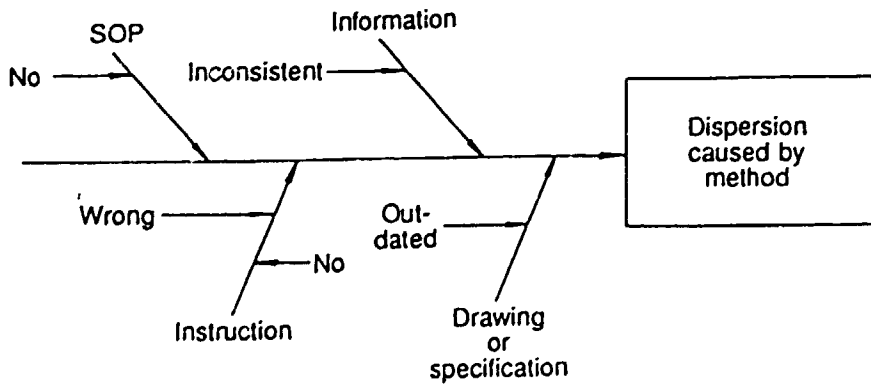 SOP
Information
No
Inconsistent
Dispersion
caused by
method
Wrong
Out-
dated
No
Instruction
Drawing
or
specification